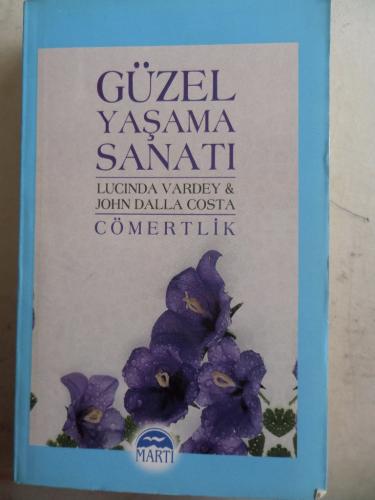 GÜZEL
YAŞAMA
SANATI
LUCINDA VARDEY &
JOHN DALLA COSTA
CÖMERTLİK
MARTI